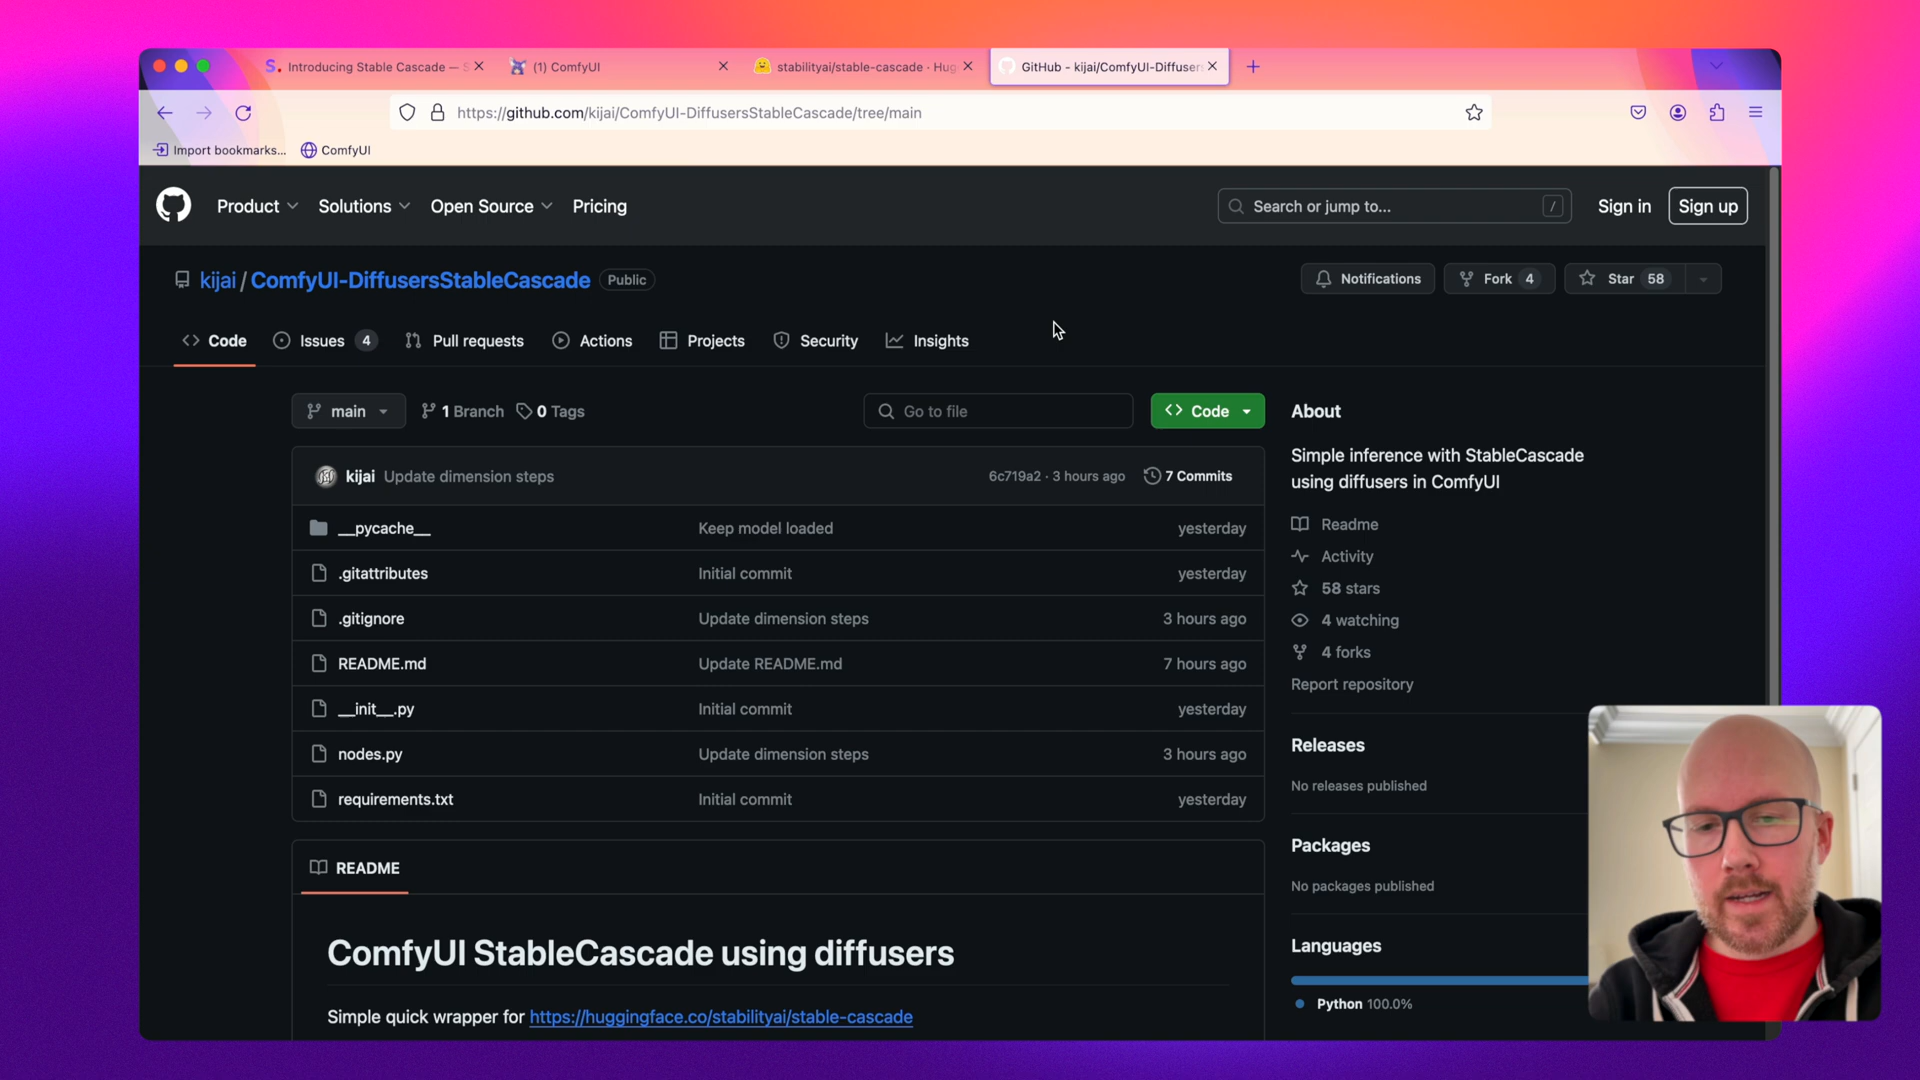 S. Introducing Stable Cascade — S
(1) ComfyUI
stabilityai/stable-cascade · Hug
GitHub - kijai/ComfyUI-Diffusers
https://github.com/kijai/ComfyUI-DiffusersStableCascade/tree/main
Import bookmarks...
ComfyUI
Product
Solutions
Open Source
Pricing
Search or jump to...
/
Sign in
Sign up
kijai / ComfyUI-DiffusersStableCascade
Public
Notifications
Fork 4
Star 58
Code
Issues 4
Pull requests
Actions
Projects
Security
Insights
main
1 Branch
0 Tags
Go to file
Code
kijai Update dimension steps
6c719a2 · 3 hours ago
7 Commits
__pycache__ Keep model loaded yesterday
.gitattributes Initial commit yesterday
.gitignore Update dimension steps 3 hours ago
README.md Update README.md 7 hours ago
__init__.py Initial commit yesterday
nodes.py Update dimension steps 3 hours ago
requirements.txt Initial commit yesterday
README
ComfyUI StableCascade using diffusers
Simple quick wrapper for https://huggingface.co/stabilityai/stable-cascade
About
Simple inference with StableCascade
using diffusers in ComfyUI
Readme
Activity
58 stars
4 watching
4 forks
Report repository
Releases
No releases published
Packages
No packages published
Languages
Python 100.0%